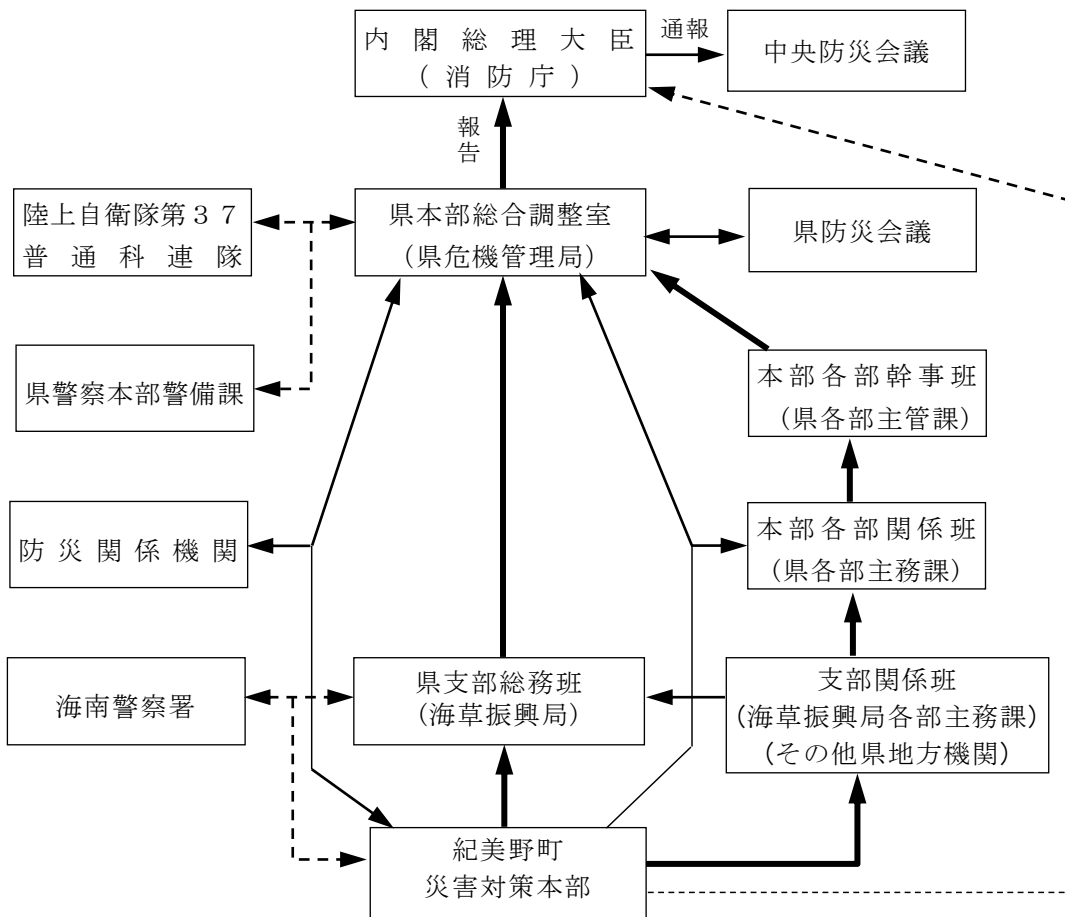 内閣総理大臣
(消防庁)
通報
中央防災会議
報告
陸上自衛隊第37
普通科連隊
県本部総合調整室
(県危機管理局)
県防災会議
県警察本部警備課
本部各部幹事班
(県各部主管課)
防災関係機関
本部各部関係班
(県各部主務課)
海南警察署
県支部総務班
(海草振興局)
支部関係班
(海草振興局各部主務課)
(その他県地方機関)
紀美野町
災害対策本部